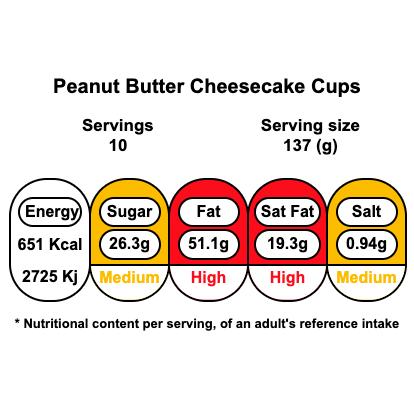 Peanut Butter Cheesecake Cups
Servings
10
Serving size
137 (g)
Energy
651 Kcal
2725 Kj
Sugar
26.3g
Medium
Fat
51.1g
High
Sat Fat
19.3g
High
Salt
0.94g
Medium
* Nutritional content per serving, of an adult's reference intake